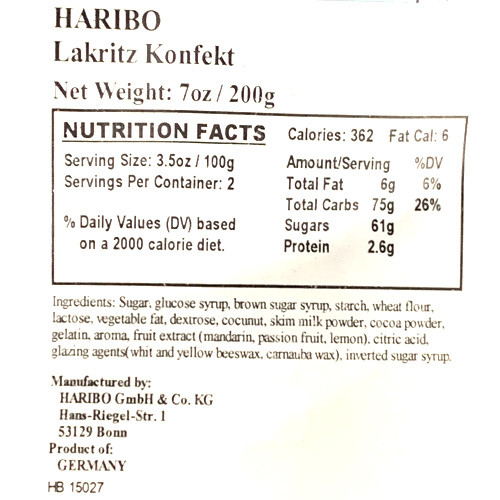 HARIBO
Lakritz Konfekt
Net Weight: 7oz / 200g
NUTRITION FACTS
Serving Size: 3.5oz / 100g
Servings Per Container: 2
% Daily Values (DV) based
on a 2000 calorie diet.
Calories: 362 Fat Cal: 6
Amount/Serving %DV
Total Fat 6g 6%
Total Carbs 75g 26%
Sugars 61g
Protein 2.6g
Ingredients: Sugar, glucose syrup, brown sugar syrup, starch, wheat flour,
lactose, vegetable fat, dextrose, cocunut, skim milk powder, cocoa powder,
gelatin, aroma, fruit extract (mandarin, passion fruit, lemon). citric acid,
glazing agents(whit and yellow beeswax, carnauba wax), inverted sugar syrup.
Manufactured by:
HARIBO GmbH & Co. KG
Hans-Riegel-Str. 1
53129 Bonn
Product of:
GERMANY
HB 15027